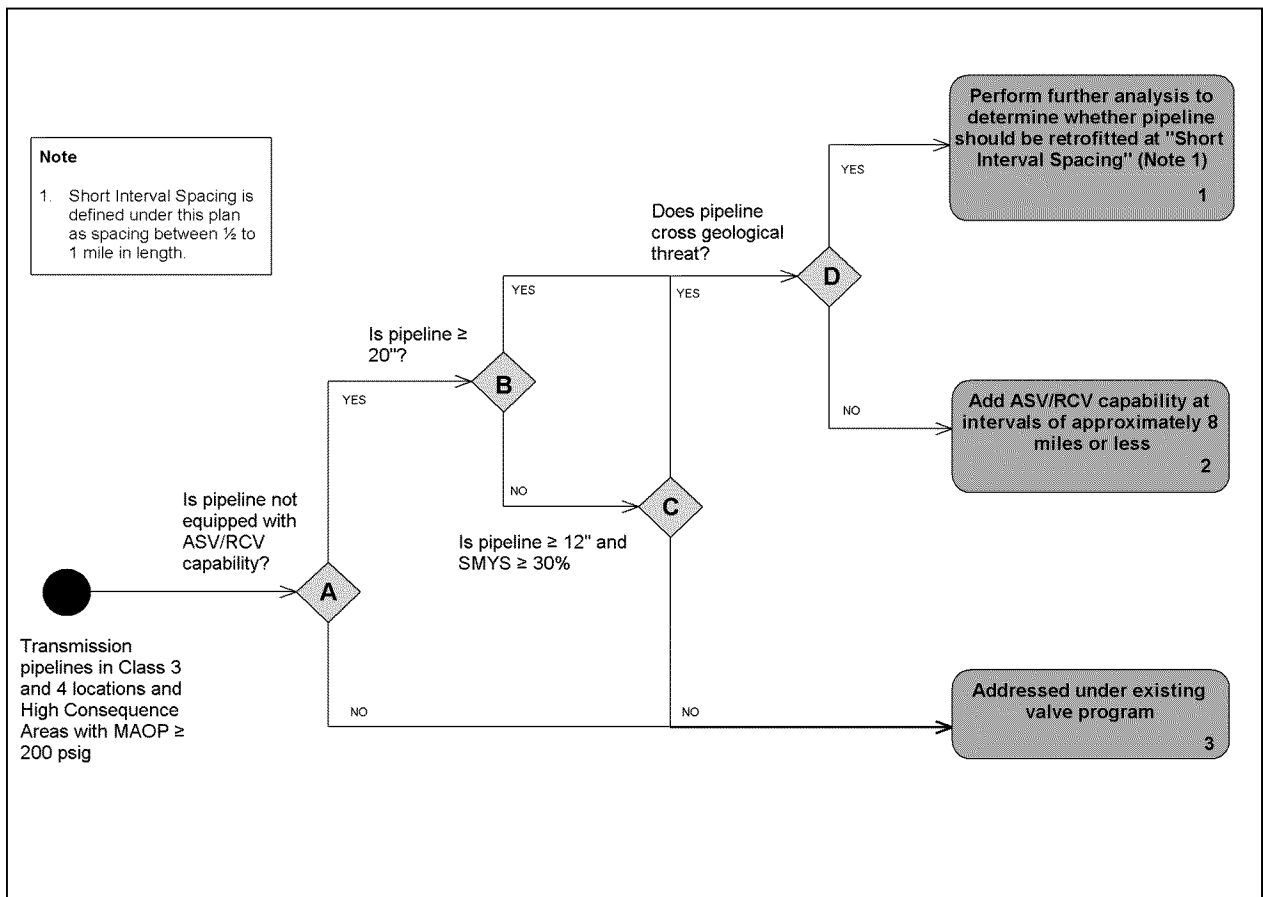 Note
1. Short Interval Spacing is
defined under this plan
as spacing between ½ to
1 mile in length.
Perform further analysis to
determine whether pipeline
should be retrofitted at "Short
Interval Spacing" (Note 1)
1
YES
Does pipeline
cross geological
threat?
D
YES
YES
NO
Is pipeline ≥
20"?
B
YES
NO
Add ASV/RCV capability at
intervals of approximately 8
miles or less
2
Is pipeline not
equipped with
ASV/RCV
capability?
C
Is pipeline ≥ 12" and
SMYS ≥ 30%
A
Transmission
pipelines in Class 3
and 4 locations and
High Consequence
Areas with MAOP ≥
200 psig
NO
NO
Addressed under existing
valve program
3